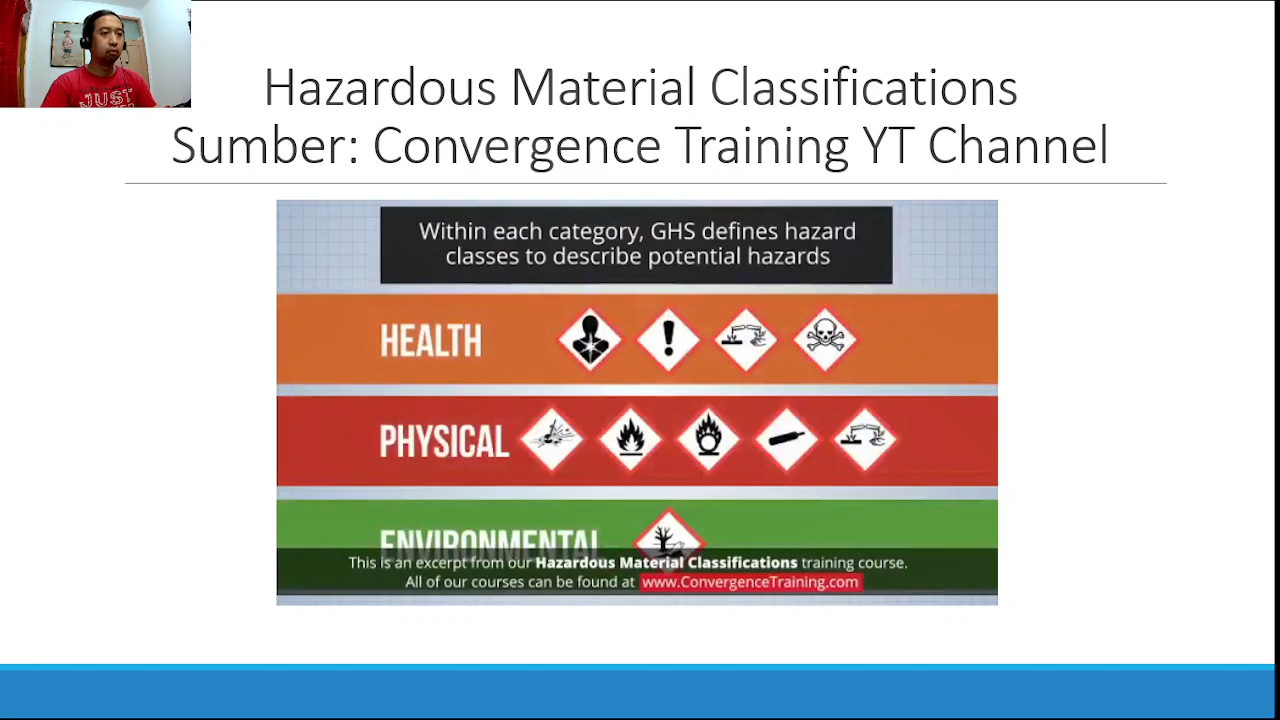 JUST
Hazardous Material Classifications
Sumber: Convergence Training YT Channel
Within each category, GHS defines hazard
classes to describe potential hazards
HEALTH
PHYSICAL
ENVIRONMENTAL
This is an excerpt from our Hazardous Material Classifications training course.
All of our courses can be found at www.ConvergenceTraining.com